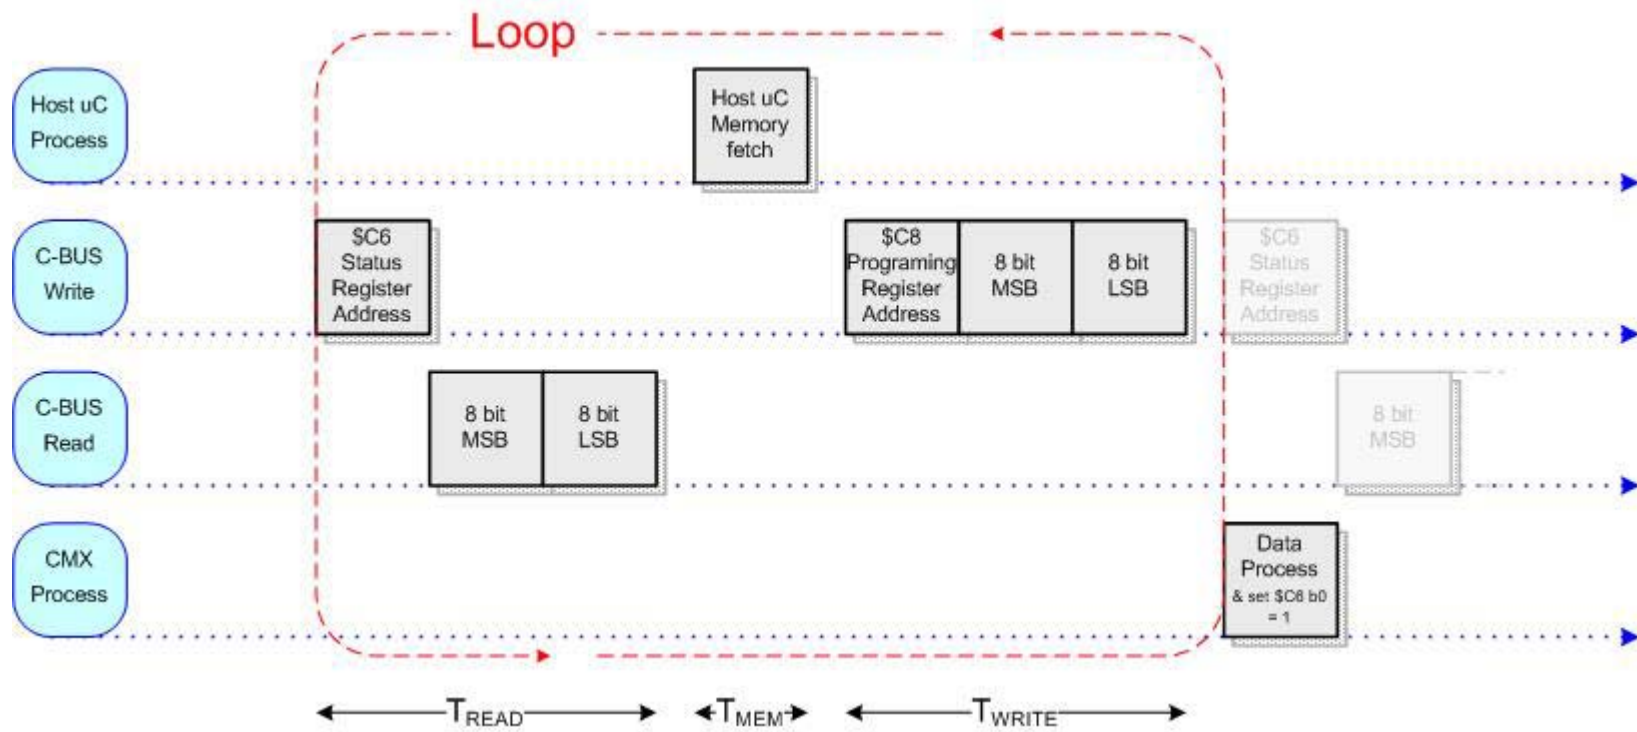 Loop
Host uC
Process
Host uC
Memory
fetch
C-BUS
Write
$C6
Status
Register
Address
$C8
Programing
Register
Address
8 bit
MSB
8 bit
LSB
$C6
Status
Register
Address
C-BUS
Read
8 bit
MSB
8 bit
LSB
8 bit
MSB
CMX
Process
Data
Process
& set $C6 b0
= 1
TREAD
TMEM
TWRITE